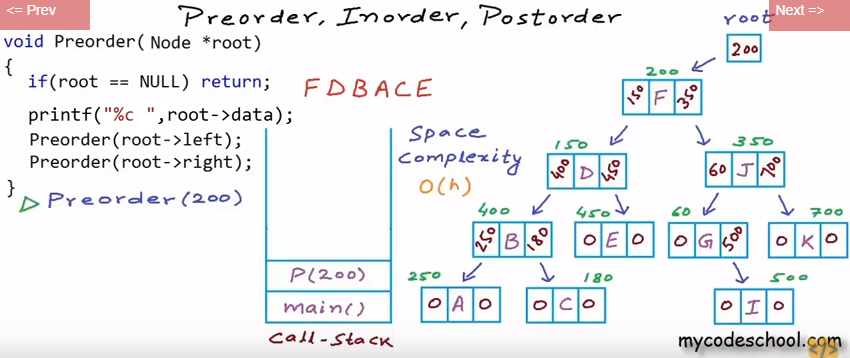 <= Prev
Next =>
Preorder, Inorder, Postorder
root
200
void Preorder( Node *root)
{
if(root == NULL) return;
printf("%c ",root->data);
Preorder(root->left);
Preorder(root->right);
}
Preorder(200)
F D B A C E
Space
Complexity
O(h)
P(200)
main()
Call-Stack
200
150 F 350
150
400 D 450
350
60 J 700
400
250 B 180
450
0 E 0
60
0 G 500
700
0 K 0
250
0 A 0
180
0 C 0
500
0 I 0
mycodeschool.com
</>